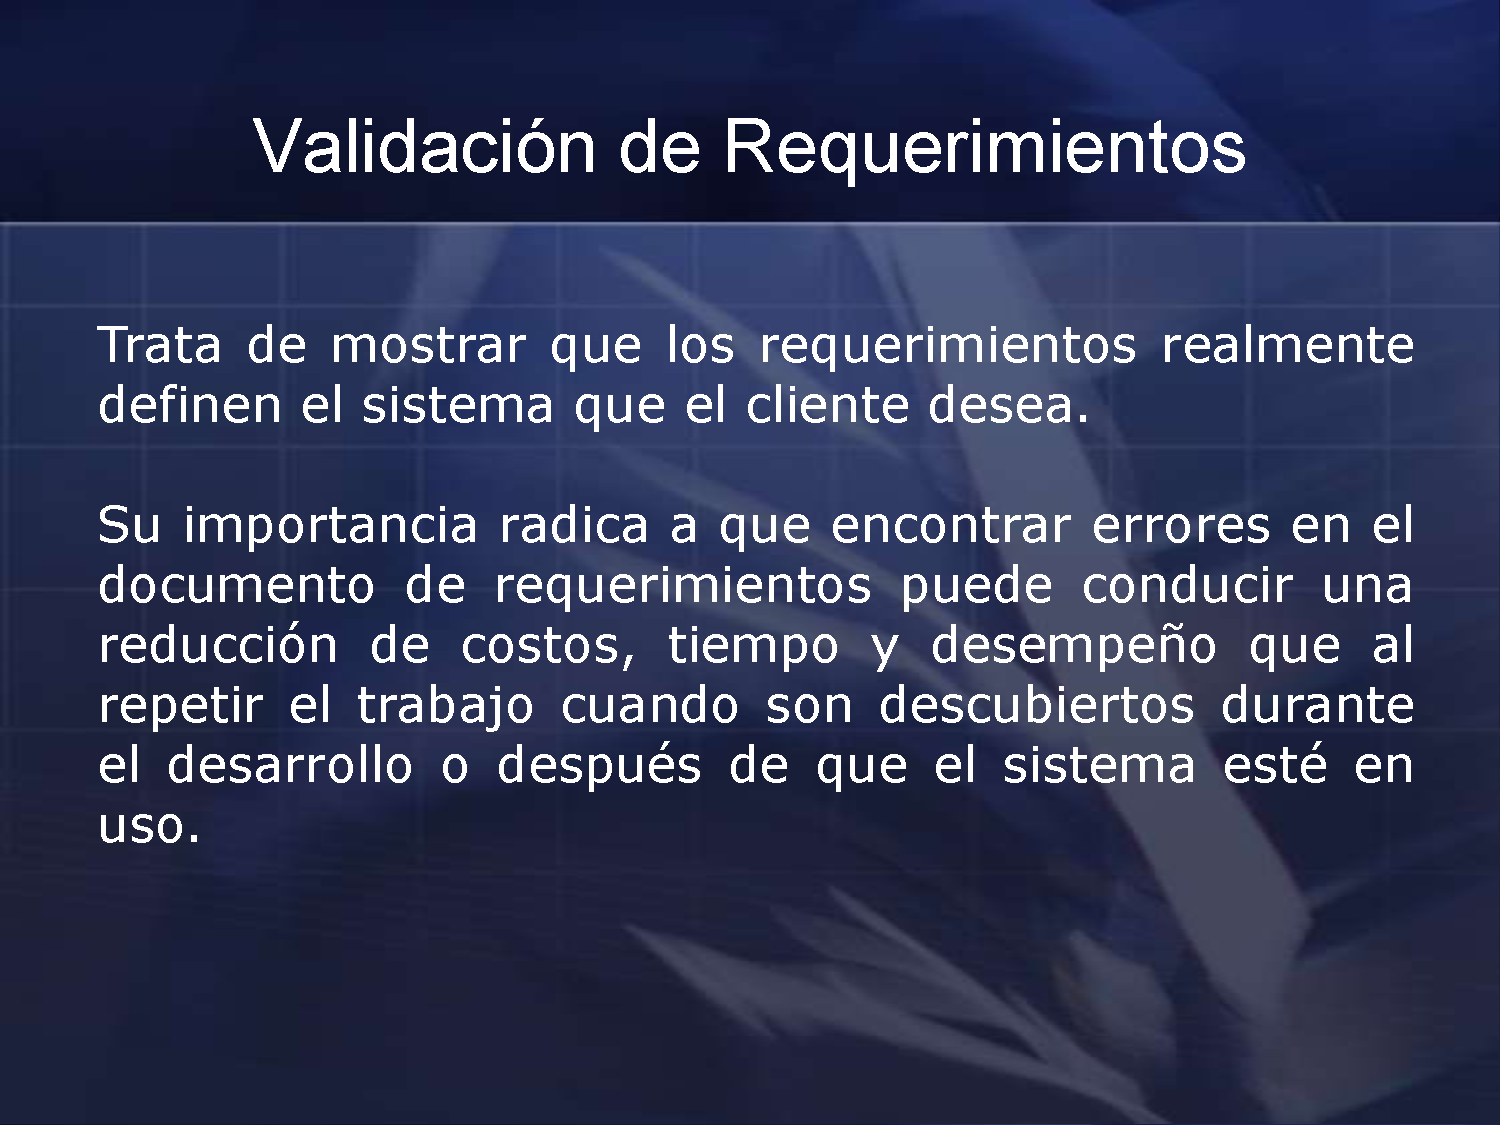 Validación de Requerimientos
Trata de mostrar que los requerimientos realmente
definen el sistema que el cliente desea.
Su importancia radica a que encontrar errores en el
documento de requerimientos puede conducir una
reducción de costos, tiempo y desempeño que al
repetir el trabajo cuando son descubiertos durante
el desarrollo o después de que el sistema esté en
uso.